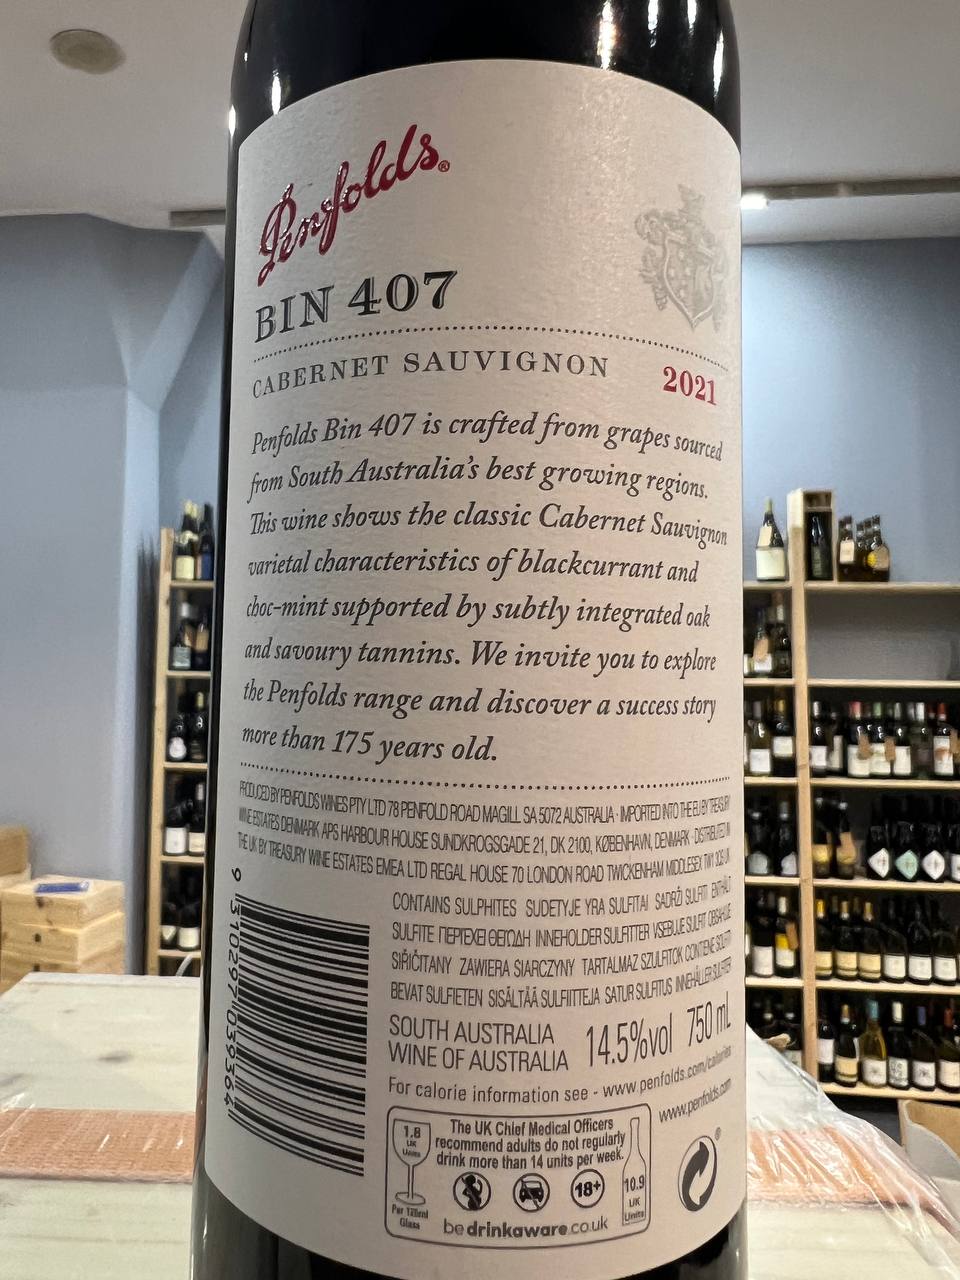 Penfolds®
BIN 407
CABERNET SAUVIGNON 2021
Penfolds Bin 407 is crafted from grapes sourced
from South Australia's best growing regions.
This wine shows the classic Cabernet Sauvignon
varietal characteristics of blackcurrant and
choc-mint supported by subtly integrated oak
and savoury tannins. We invite you to explore
the Penfolds range and discover a success story
more than 175 years old.
PRODUCED BY PENFOLDS WINES PTY LTD 78 PENFOLD ROAD MAGILL SA 5072 AUSTRALIA · IMPORTED INTO THE EU BY TREASURY
WINE ESTATES DENMARK APS HARBOUR HOUSE SUNDKROGSGADE 21, DK 2100, KØBENHAVN, DENMARK · DISTRIBUTED IN
THE UK BY TREASURY WINE ESTATES EMEA LTD REGAL HOUSE 70 LONDON ROAD TWICKENHAM MIDDLESEX TW1
CONTAINS SULPHITES SUDETYJE YRA SULFITAI SADRŽI SULFITI ENTHÄLT
SULFITE ΠΕΡΙΕΧΕΙ ΘΕΙΏΔΗ INNEHOLDER SULFITTER VSEBUJE SULFIT OBSAHUJE
SIŘIČITANY ZAWIERA SIARCZYNY TARTALMAZ SZULFITOK CONTIENE SOLFITI
BEVAT SULFIETEN SISÄLTÄÄ SULFIITTEJA SATUR SULFITUS INNEHÅLLER SULFITER
SOUTH AUSTRALIA
WINE OF AUSTRALIA 14.5%vol 750 mL
For calorie information see - www.penfolds.com/calories
www.penfolds.com
9 310297 039364
1.8
UK
Units
Per 125ml
Glass
The UK Chief Medical Officers
recommend adults do not regularly
drink more than 14 units per week.
18+
10.9
UK
Units
bedrinkaware.co.uk
®